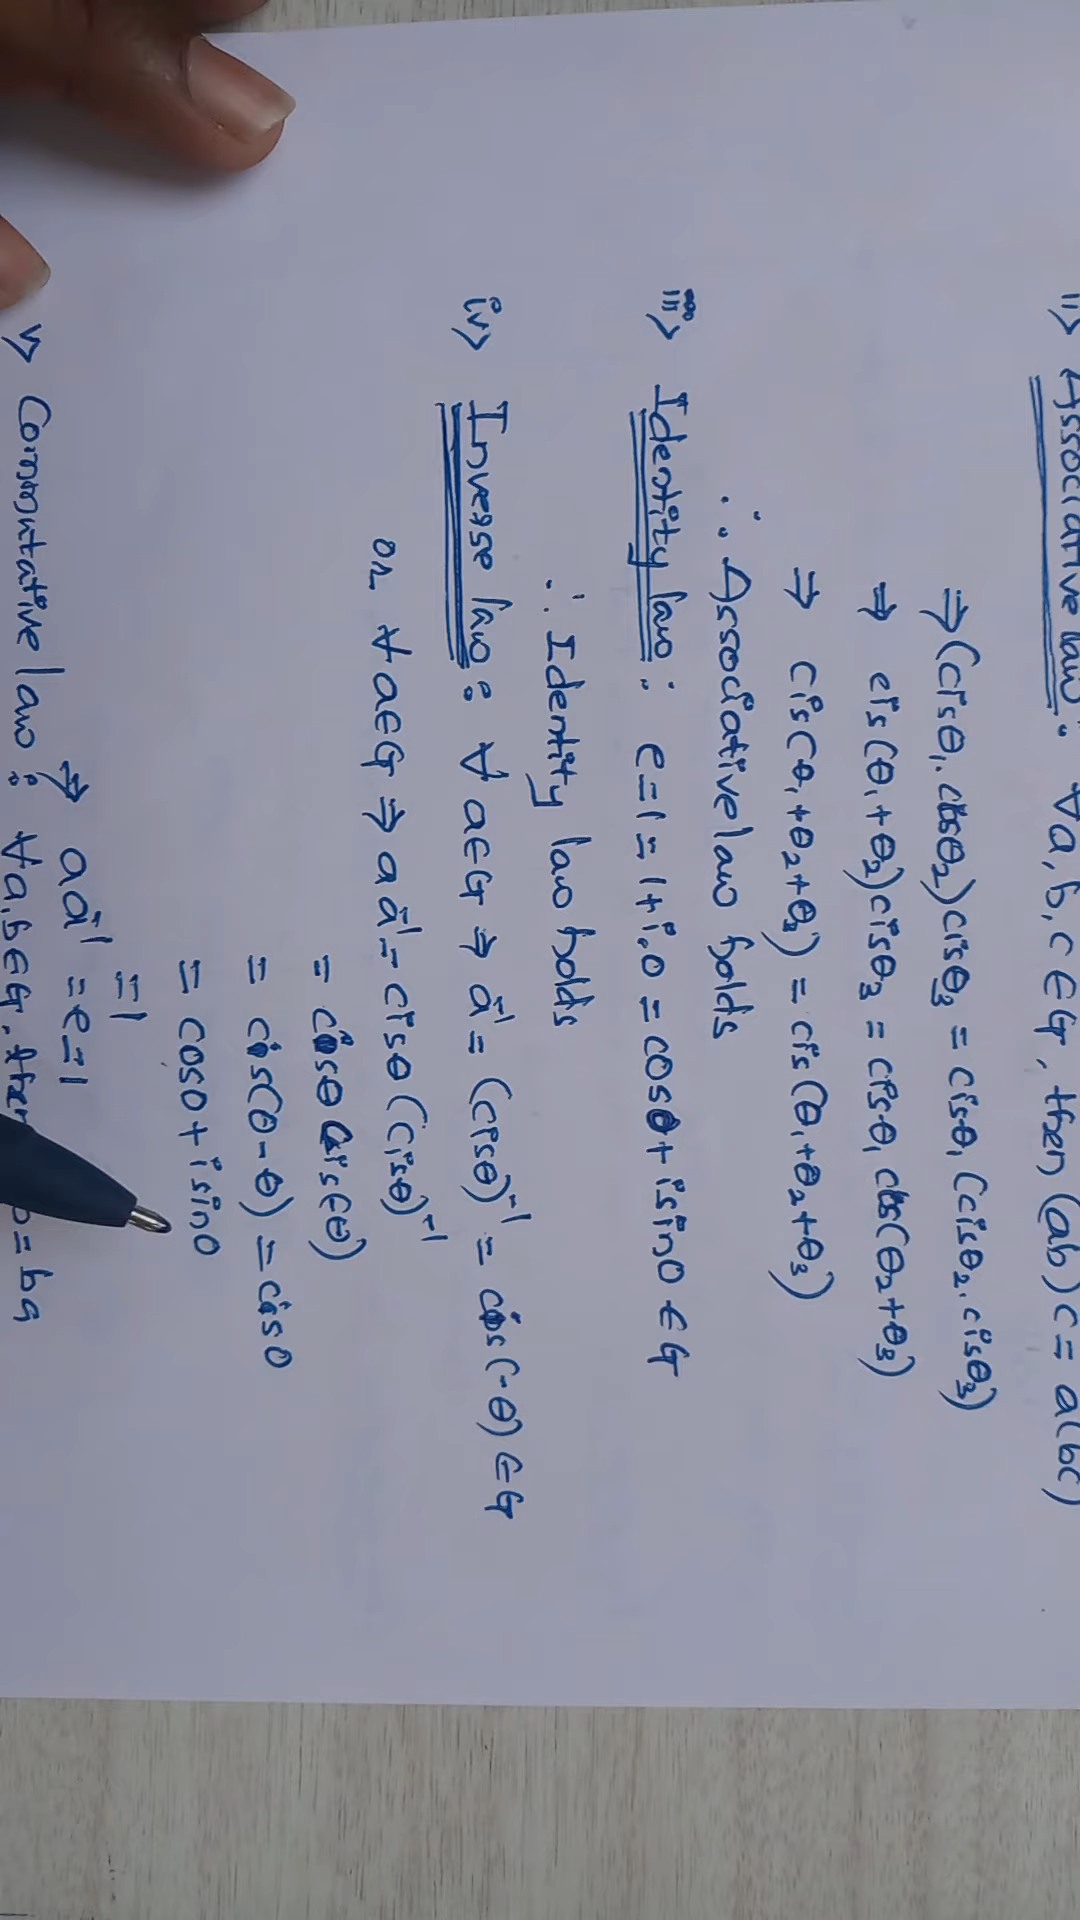 ii> Associative law: ∀a,b,c ∈ G, then (ab)c = a(bc)
⇒ (cisθ₁.cisθ₂)cisθ₃ = cisθ₁(cisθ₂.cisθ₃)
⇒ cis(θ₁+θ₂)cisθ₃ = cisθ₁ cis(θ₂+θ₃)
⇒ cis(θ₁+θ₂+θ₃) = cis(θ₁+θ₂+θ₃)
∴ Associative law holds
iii> Identity law: e=1=1+i.0 = cos0+isin0 ∈ G
∴ Identity law holds
iv> Inverse law: ∀ a∈G ⇒ a⁻¹ = (cisθ)⁻¹ = cis(-θ) ∈ G
or ∀ a∈G ⇒ a a⁻¹ = cisθ(cisθ)⁻¹
= cisθ cis(-θ)
= cis(θ-θ) = cis0
= cos0+isin0
=1
⇒ aa⁻¹ = e=1
v> Commutative law: ∀a,b∈G, then = ba